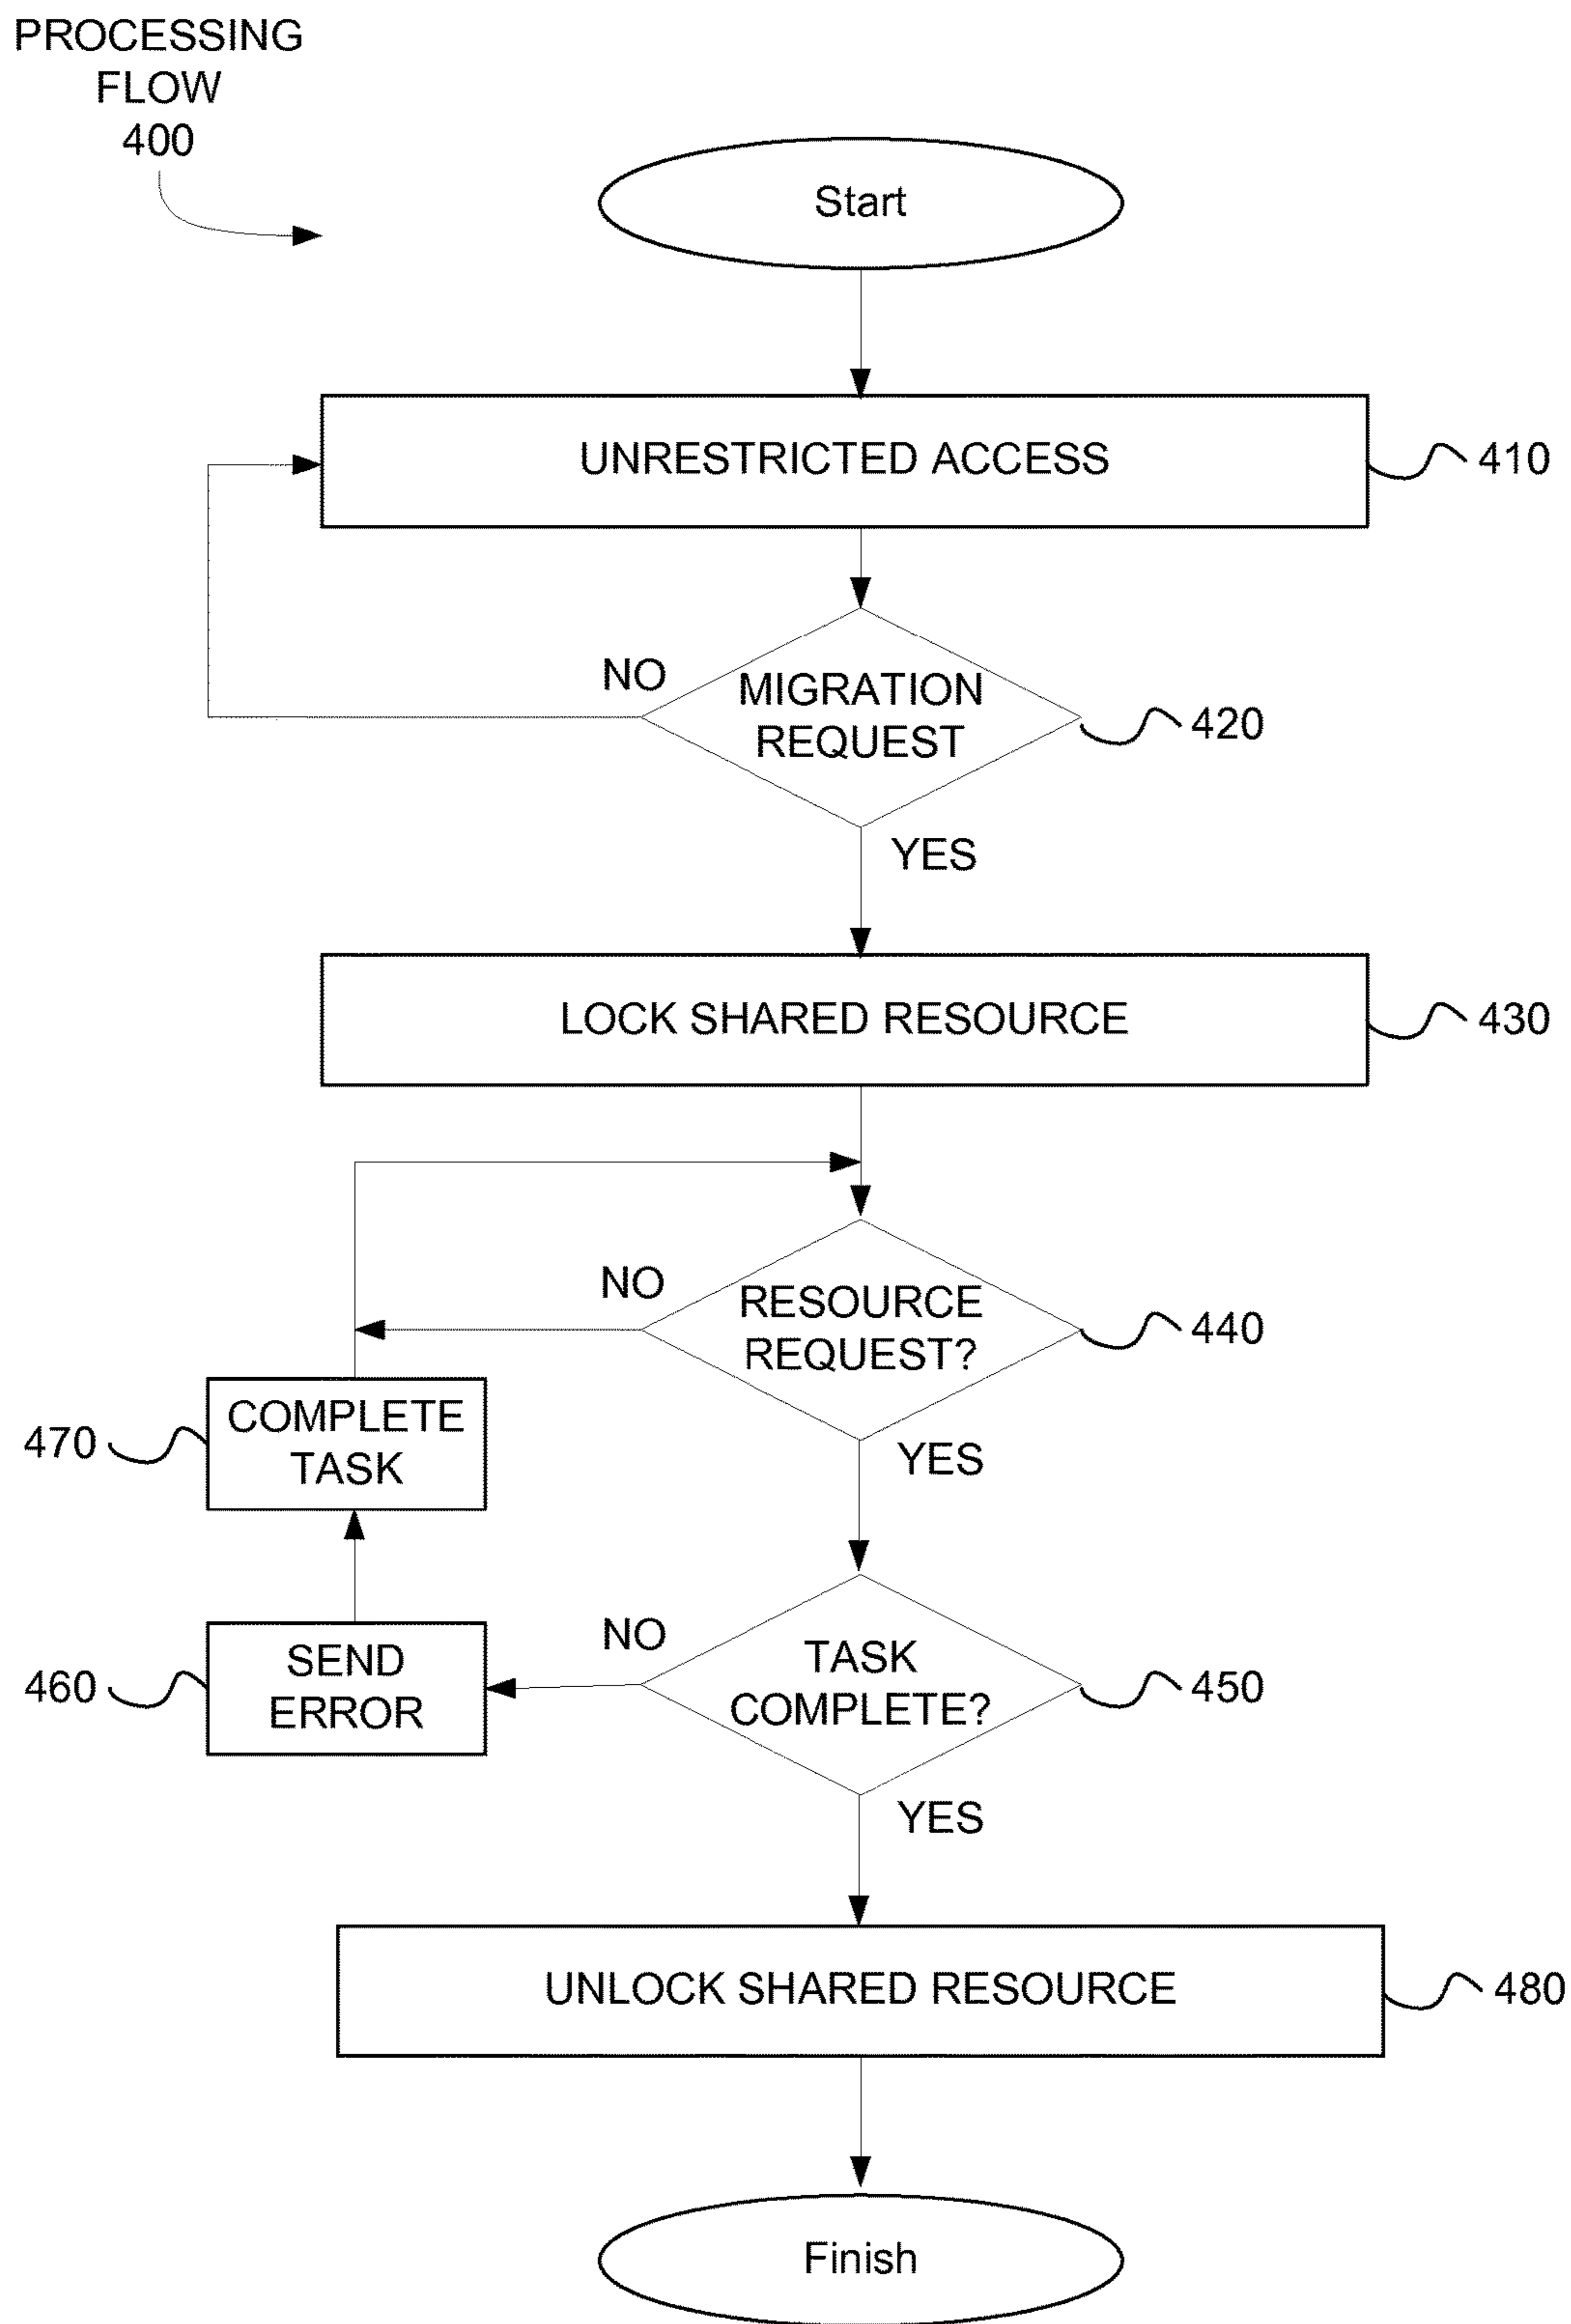 PROCESSING
FLOW
400
Start
UNRESTRICTED ACCESS
410
NO
MIGRATION
REQUEST
420
YES
LOCK SHARED RESOURCE
430
NO
RESOURCE
REQUEST?
440
470
COMPLETE
TASK
YES
NO
TASK
COMPLETE?
450
460
SEND
ERROR
YES
UNLOCK SHARED RESOURCE
480
Finish